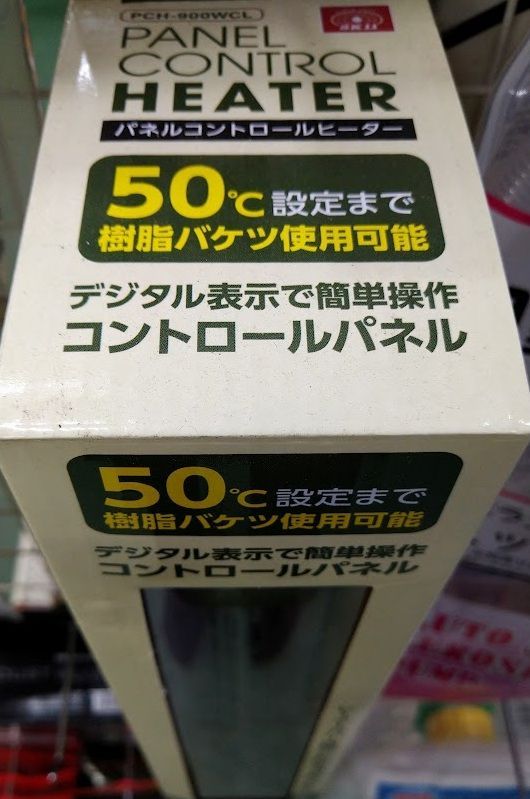 PCH-900WCL
SK11
PANEL
CONTROL
HEATER
パネルコントロールヒーター
50℃設定まで
樹脂バケツ使用可能
デジタル表示で簡単操作
コントロールパネル
50℃設定まで
樹脂バケツ使用可能
デジタル表示で簡単操作
コントロールパネル